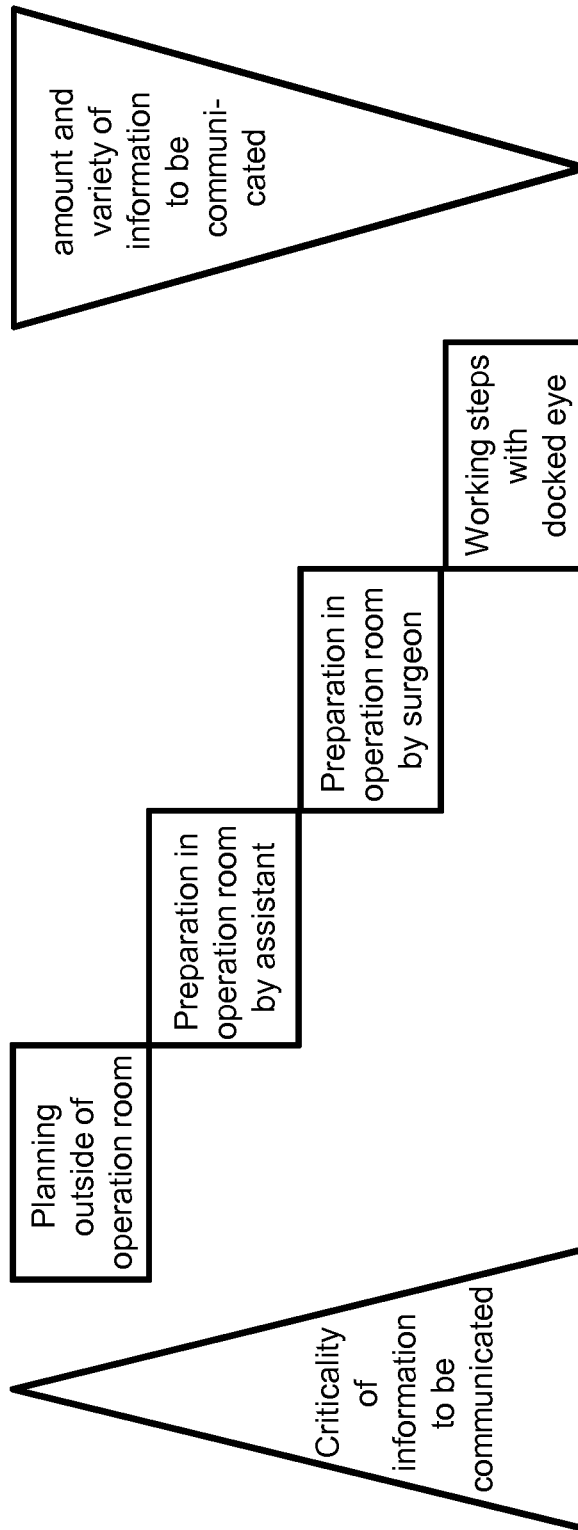 Criticality
of
information
to be
communicated
Planning
outside of
operation room
Preparation in
operation room
by assistant
Preparation in
operation room
by surgeon
Working steps
with
docked eye
amount and
variety of
information
to be
communi-
cated